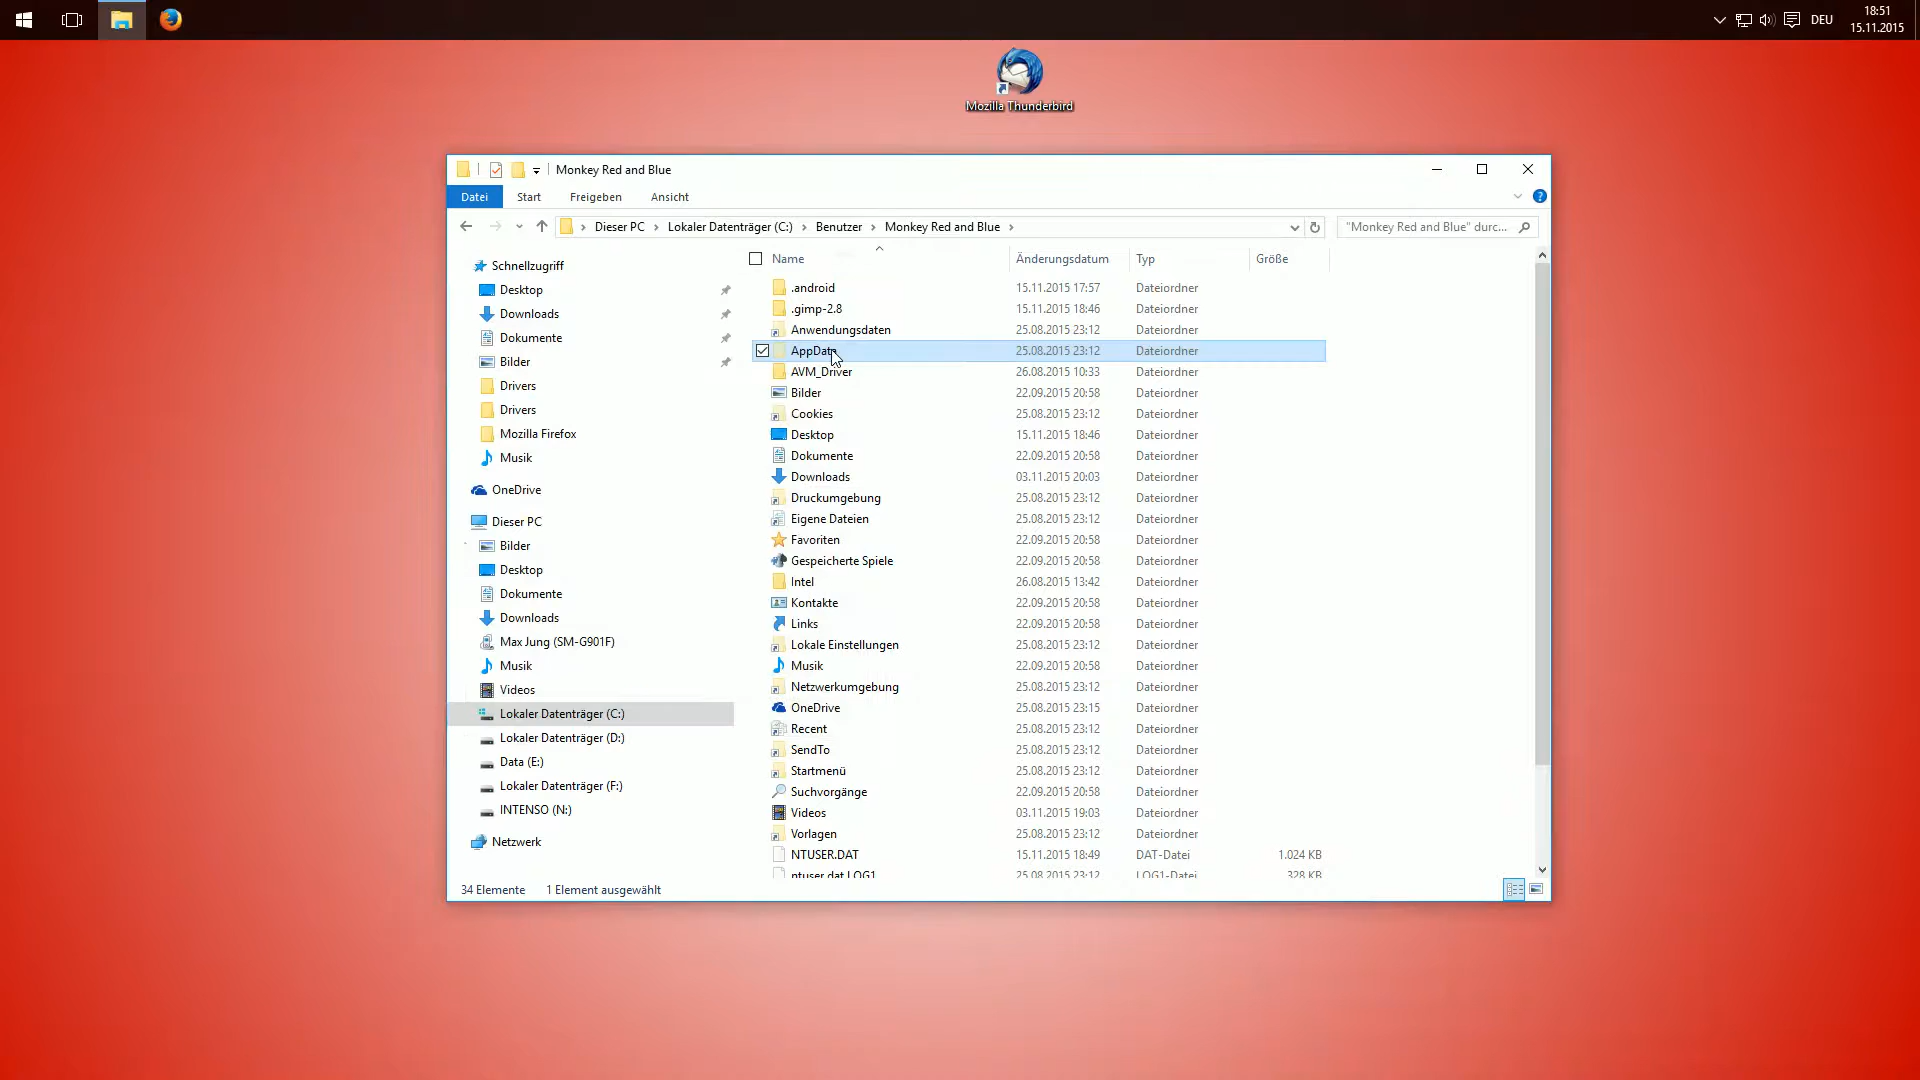 18:51
DEU
15.11.2015
Mozilla Thunderbird
Monkey Red and Blue
Datei Start Freigeben Ansicht
Dieser PC Lokaler Datenträger (C:) Benutzer Monkey Red and Blue "Monkey Red and Blue" durc...
Name Änderungsdatum Typ Größe
Schnellzugriff
Desktop
Downloads
Dokumente
Bilder
Drivers
Drivers
Mozilla Firefox
Musik
OneDrive
Dieser PC
Bilder
Desktop
Dokumente
Downloads
Max Jung (SM-G901F)
Musik
Videos
Lokaler Datenträger (C:)
Lokaler Datenträger (D:)
Data (E:)
Lokaler Datenträger (F:)
INTENSO (N:)
Netzwerk
.android 15.11.2015 17:57 Dateiordner
.gimp-2.8 15.11.2015 18:46 Dateiordner
Anwendungsdaten 25.08.2015 23:12 Dateiordner
AppData 25.08.2015 23:12 Dateiordner
AVM_Driver 26.08.2015 10:33 Dateiordner
Bilder 22.09.2015 20:58 Dateiordner
Cookies 25.08.2015 23:12 Dateiordner
Desktop 15.11.2015 18:46 Dateiordner
Dokumente 22.09.2015 20:58 Dateiordner
Downloads 03.11.2015 20:03 Dateiordner
Druckumgebung 25.08.2015 23:12 Dateiordner
Eigene Dateien 25.08.2015 23:12 Dateiordner
Favoriten 22.09.2015 20:58 Dateiordner
Gespeicherte Spiele 22.09.2015 20:58 Dateiordner
Intel 26.08.2015 13:42 Dateiordner
Kontakte 22.09.2015 20:58 Dateiordner
Links 22.09.2015 20:58 Dateiordner
Lokale Einstellungen 25.08.2015 23:12 Dateiordner
Musik 22.09.2015 20:58 Dateiordner
Netzwerkumgebung 25.08.2015 23:12 Dateiordner
OneDrive 25.08.2015 23:15 Dateiordner
Recent 25.08.2015 23:12 Dateiordner
SendTo 25.08.2015 23:12 Dateiordner
Startmenü 25.08.2015 23:12 Dateiordner
Suchvorgänge 22.09.2015 20:58 Dateiordner
Videos 03.11.2015 19:03 Dateiordner
Vorlagen 25.08.2015 23:12 Dateiordner
NTUSER.DAT 15.11.2015 18:49 DAT-Datei 1.024 KB
ntuser.dat.LOG1 25.08.2015 23:12 LOG1-Datei 328 KB
34 Elemente 1 Element ausgewählt